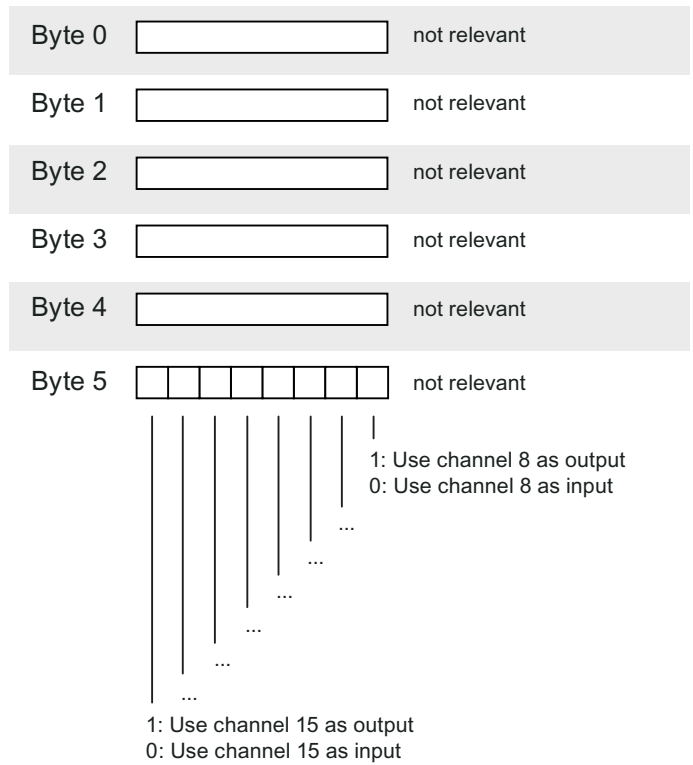 Byte 0 not relevant
Byte 1 not relevant
Byte 2 not relevant
Byte 3 not relevant
Byte 4 not relevant
Byte 5 not relevant
1: Use channel 8 as output
0: Use channel 8 as input
...
...
...
...
...
...
1: Use channel 15 as output
0: Use channel 15 as input